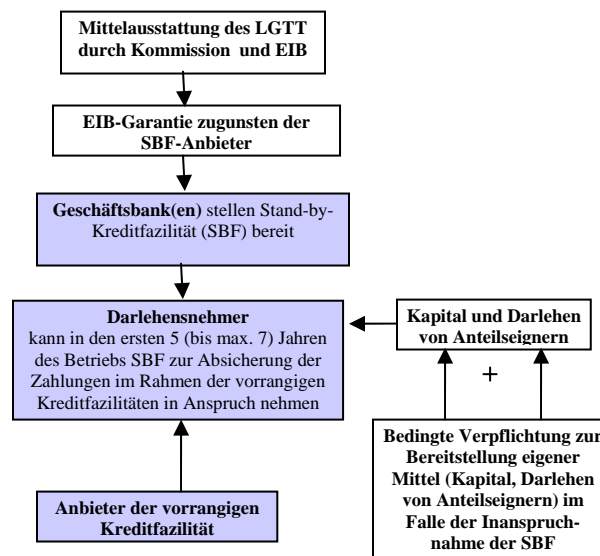 Mittelausstattung des LGTT
durch Kommission und EIB
EIB-Garantie zugunsten der
SBF-Anbieter
Geschäftsbank(en) stellen Stand-by-
Kreditfazilität (SBF) bereit
Darlehensnehmer
kann in den ersten 5 (bis max. 7) Jahren
des Betriebs SBF zur Absicherung der
Zahlungen im Rahmen der vorrangigen
Kreditfazilitäten in Anspruch nehmen
Kapital und Darlehen
von Anteilseignern
+
Bedingte Verpflichtung zur
Bereitstellung eigener
Mittel (Kapital, Darlehen
von Anteilseignern) im
Falle der Inanspruch-
nahme der SBF
Anbieter der vorrangigen
Kreditfazilität